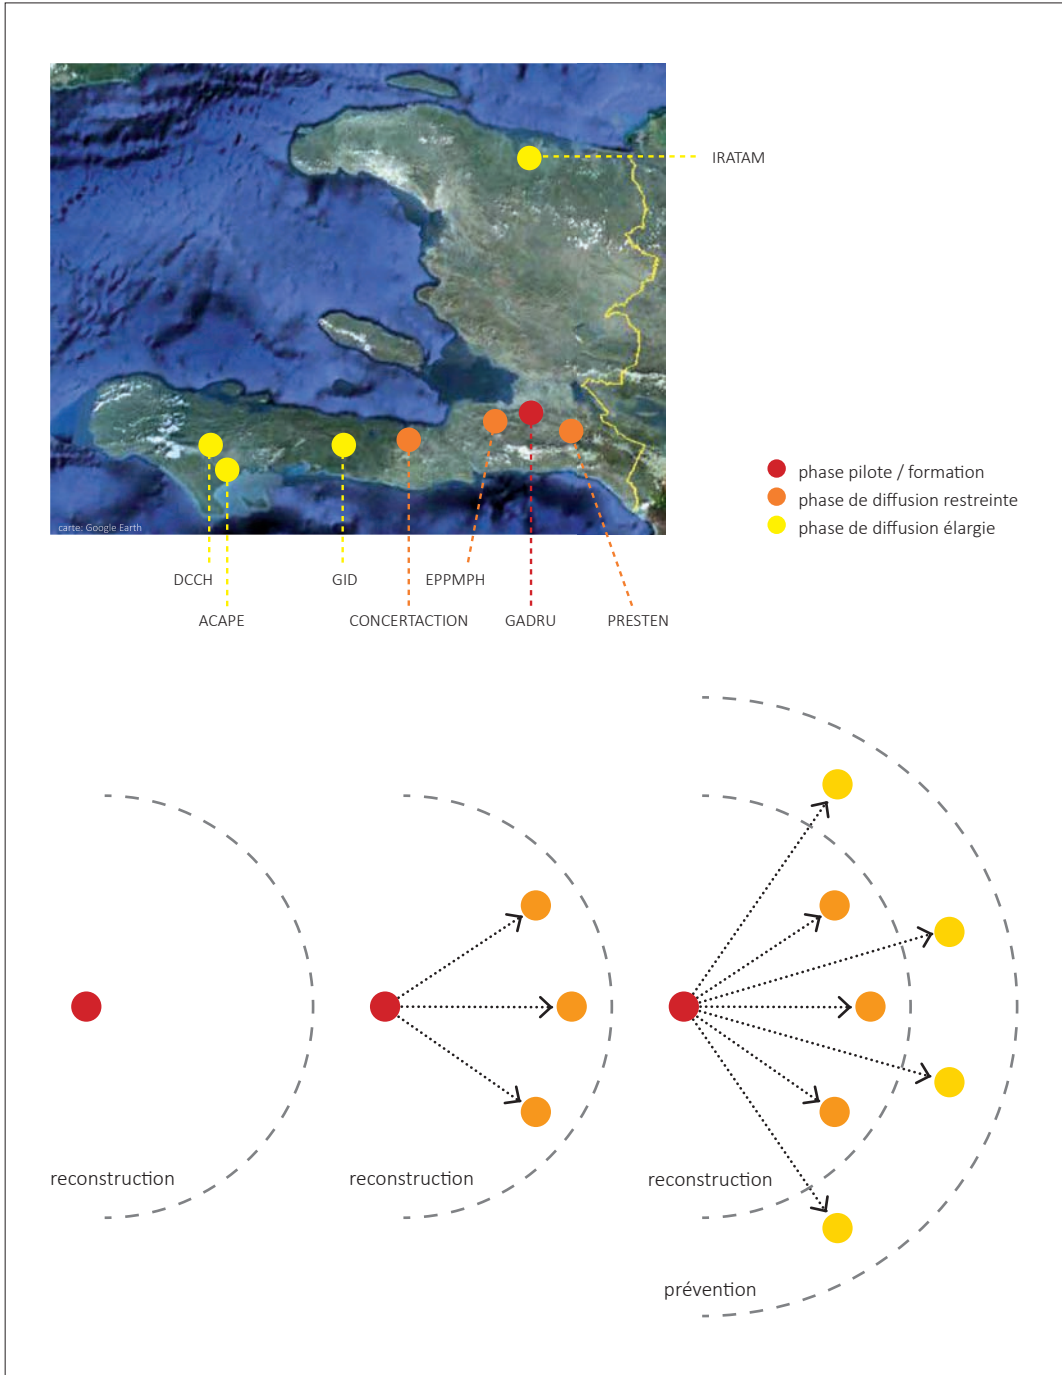 IRATAM
phase pilote / formation
phase de diffusion restreinte
phase de diffusion élargie
carte: Google Earth
DCCH
GID
EPPMPH
ACAPE
CONCERTACTION
GADRU
PRESTEN
reconstruction
reconstruction
reconstruction
prévention